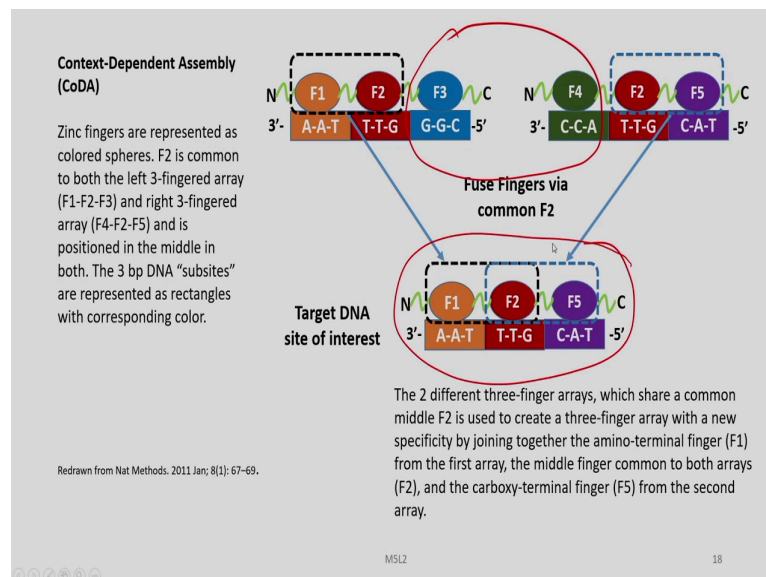 Context-Dependent Assembly
(CoDA)
Zinc fingers are represented as
colored spheres. F2 is common
to both the left 3-fingered array
(F1-F2-F3) and right 3-fingered
array (F4-F2-F5) and is
positioned in the middle in
both. The 3 bp DNA “subsites”
are represented as rectangles
with corresponding color.
N F1 F2 F3 C
3'- A-A-T T-T-G G-G-C -5'
N F4 F2 F5 C
3'- C-C-A T-T-G C-A-T -5'
Fuse Fingers via
common F2
Target DNA
site of interest
N F1 F2 F5 C
3'- A-A-T T-T-G C-A-T -5'
The 2 different three-finger arrays, which share a common
middle F2 is used to create a three-finger array with a new
specificity by joining together the amino-terminal finger (F1)
from the first array, the middle finger common to both arrays
(F2), and the carboxy-terminal finger (F5) from the second
array.
Redrawn from Nat Methods. 2011 Jan; 8(1): 67–69.
M5L2
18